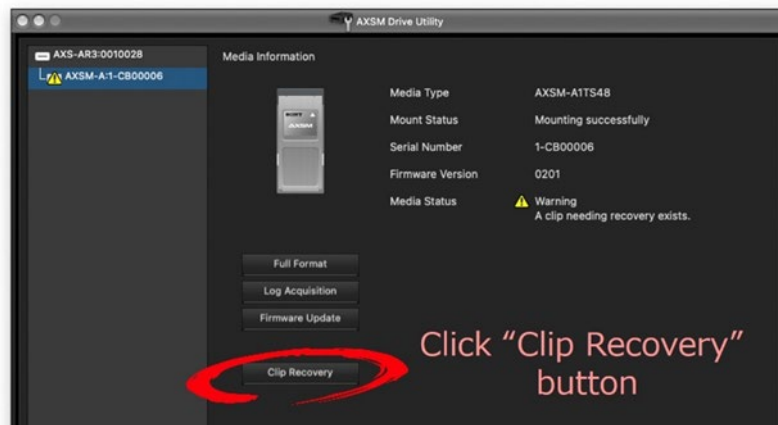 AXSM Drive Utility
AXS-AR3:0010028
AXSM-A:1-CB00006
Media Information
SONY
AXSM
Media Type AXSM-A1TS48
Mount Status Mounting successfully
Serial Number 1-CB00006
Firmware Version 0201
Media Status Warning
A clip needing recovery exists.
Full Format
Log Acquisition
Firmware Update
Clip Recovery
Click “Clip Recovery”
button